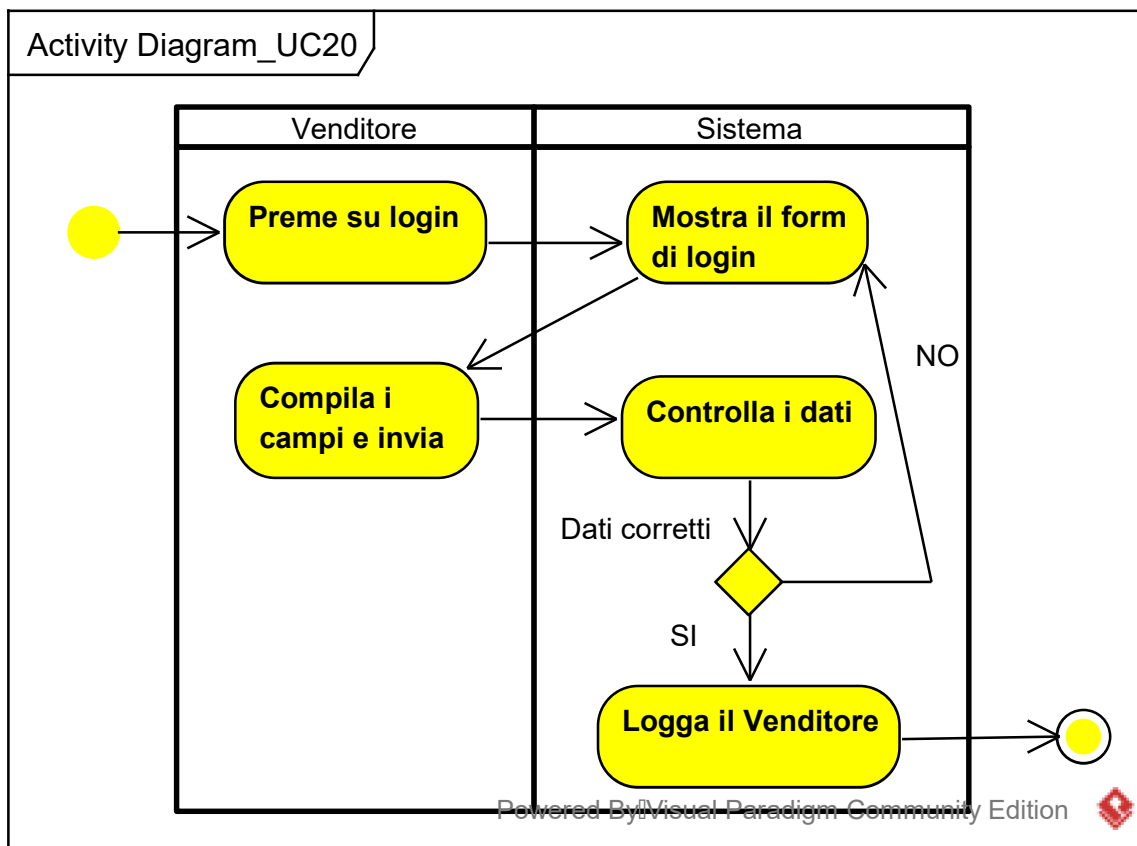 Activity Diagram_UC20
Venditore
Sistema
Preme su login
Mostra il form
di login
NO
Compila i
campi e invia
Controlla i dati
Dati corretti
SI
Logga il Venditore
Powered By Visual Paradigm Community Edition